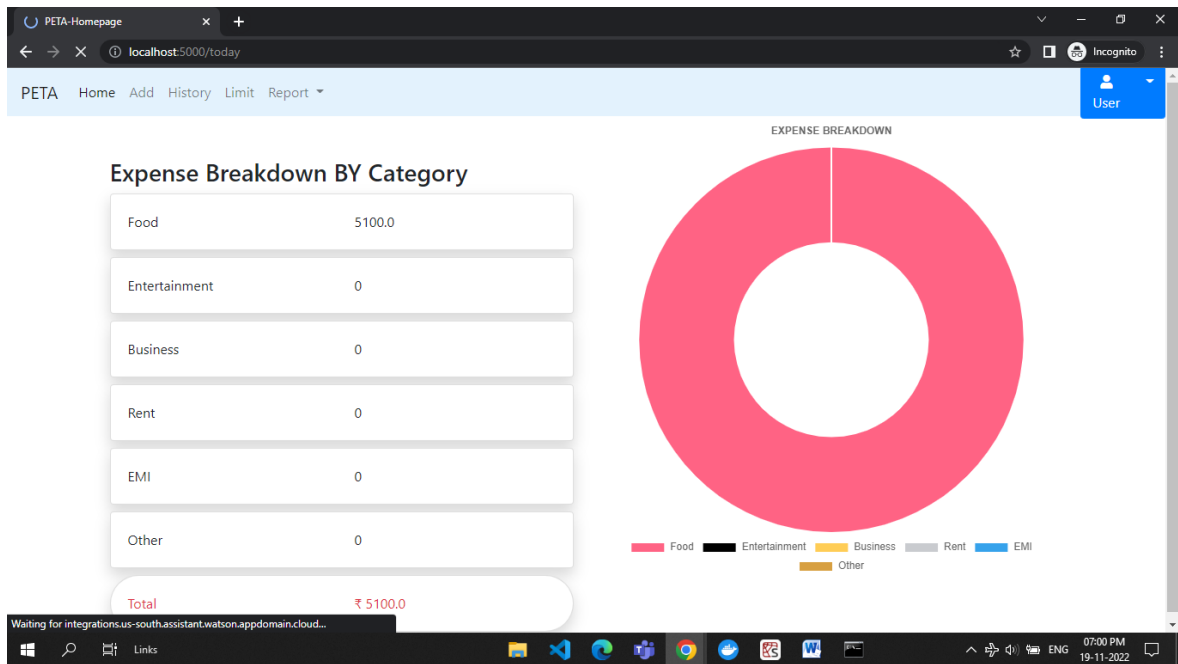 PETA-Homepage
localhost:5000/today
Incognito
PETA Home Add History Limit Report
User
EXPENSE BREAKDOWN
Expense Breakdown BY Category
Food 5100.0
Entertainment 0
Business 0
Rent 0
EMI 0
Other 0
Total ₹ 5100.0
Food Entertainment Business Rent EMI
Other
Waiting for integrations.us-south.assistant.watson.appdomain.cloud...
Links
ENG
07:00 PM
19-11-2022